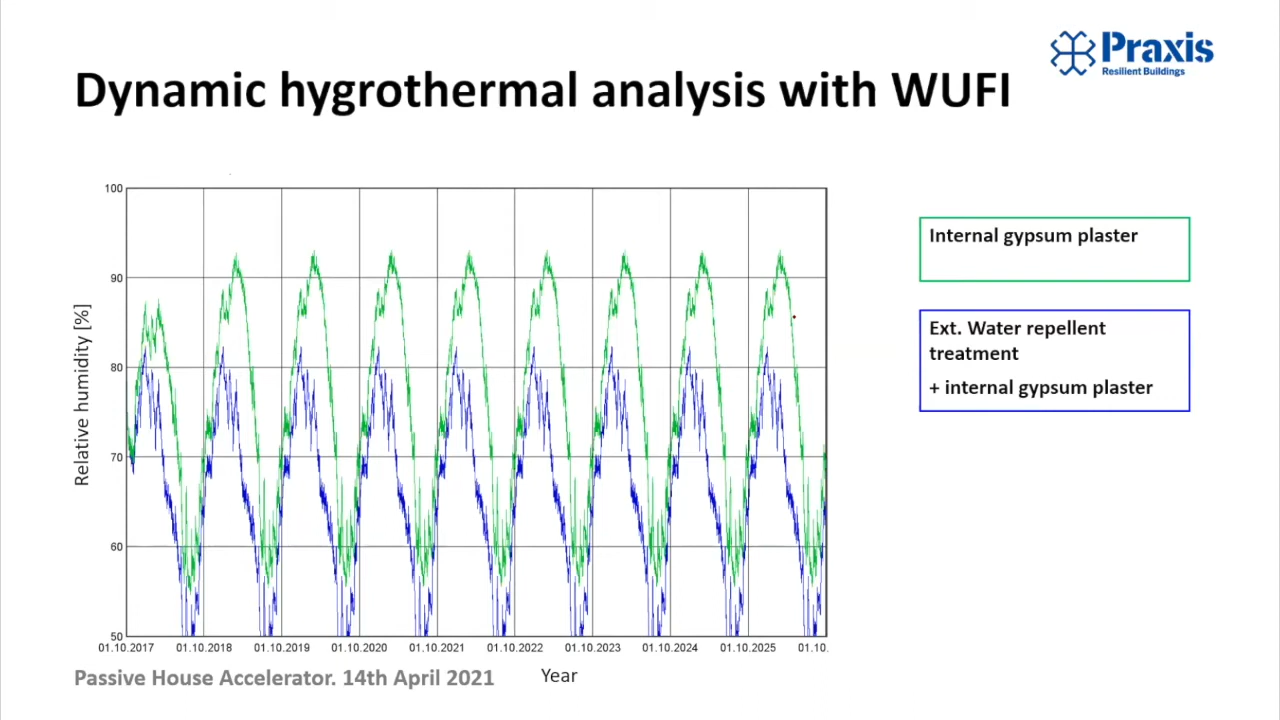 Praxis
Resilient Buildings
Dynamic hygrothermal analysis with WUFI
Relative humidity [%]
100
90
80
70
60
50
01.10.2017
01.10.2018
01.10.2019
01.10.2020
01.10.2021
01.10.2022
01.10.2023
01.10.2024
01.10.2025
01.10.
Year
Internal gypsum plaster
Ext. Water repellent
treatment
+ internal gypsum plaster
Passive House Accelerator. 14th April 2021